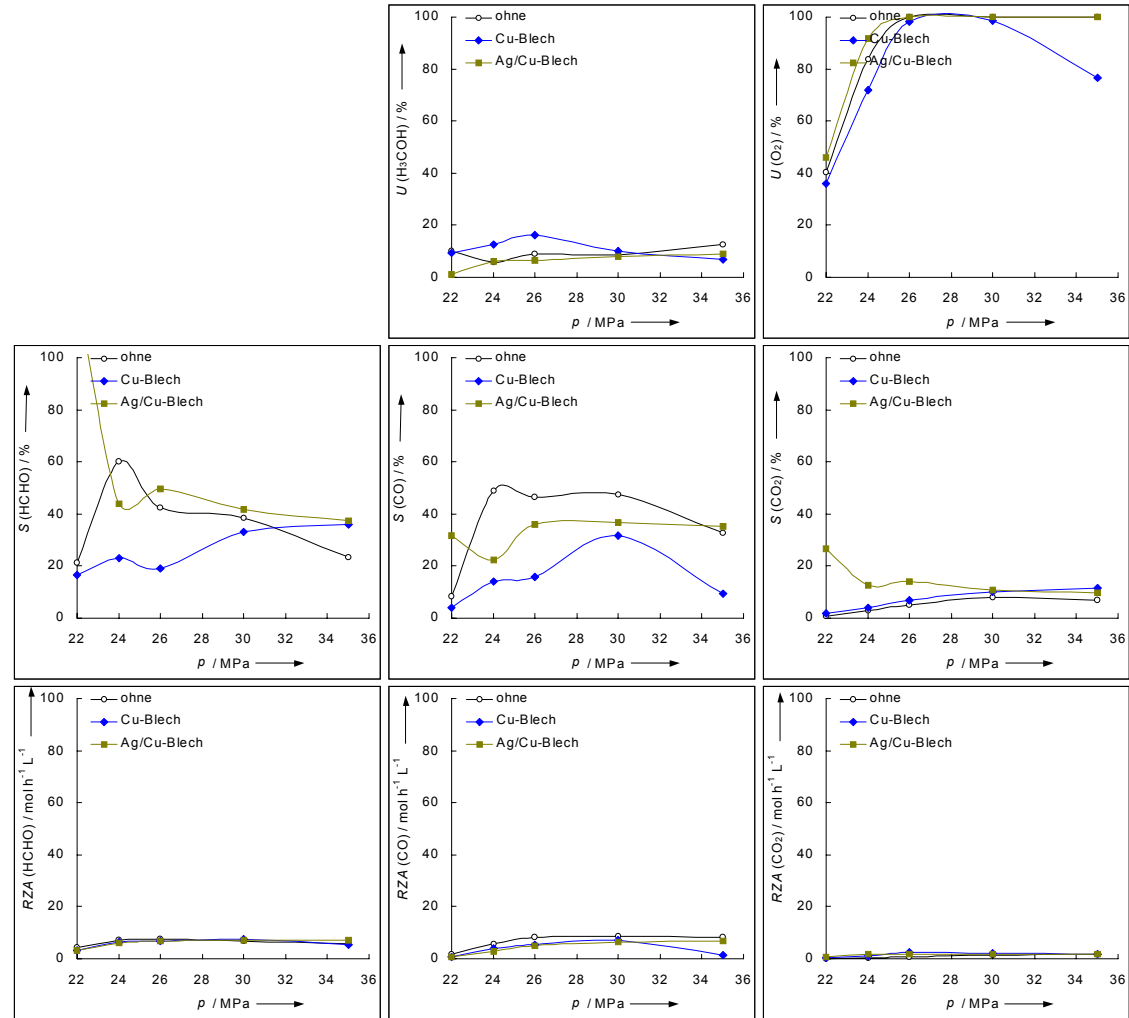 100
80
60
40
20
0
U (H₃COH) / %
ohne
Cu-Blech
Ag/Cu-Blech
22 24 26 28 30 32 34 36
p / MPa
100
80
60
40
20
0
U (O₂) / %
ohne
Cu-Blech
Ag/Cu-Blech
22 24 26 28 30 32 34 36
p / MPa
100
80
60
40
20
0
S (HCHO) / %
ohne
Cu-Blech
Ag/Cu-Blech
22 24 26 28 30 32 34 36
p / MPa
100
80
60
40
20
0
S (CO) / %
ohne
Cu-Blech
Ag/Cu-Blech
22 24 26 28 30 32 34 36
p / MPa
100
80
60
40
20
0
S (CO₂) / %
ohne
Cu-Blech
Ag/Cu-Blech
22 24 26 28 30 32 34 36
p / MPa
100
80
60
40
20
0
RZA (HCHO) / mol h⁻¹ L⁻¹
ohne
Cu-Blech
Ag/Cu-Blech
22 24 26 28 30 32 34 36
p / MPa
100
80
60
40
20
0
RZA (CO) / mol h⁻¹ L⁻¹
ohne
Cu-Blech
Ag/Cu-Blech
22 24 26 28 30 32 34 36
p / MPa
100
80
60
40
20
0
RZA (CO₂) / mol h⁻¹ L⁻¹
ohne
Cu-Blech
Ag/Cu-Blech
22 24 26 28 30 32 34 36
p / MPa